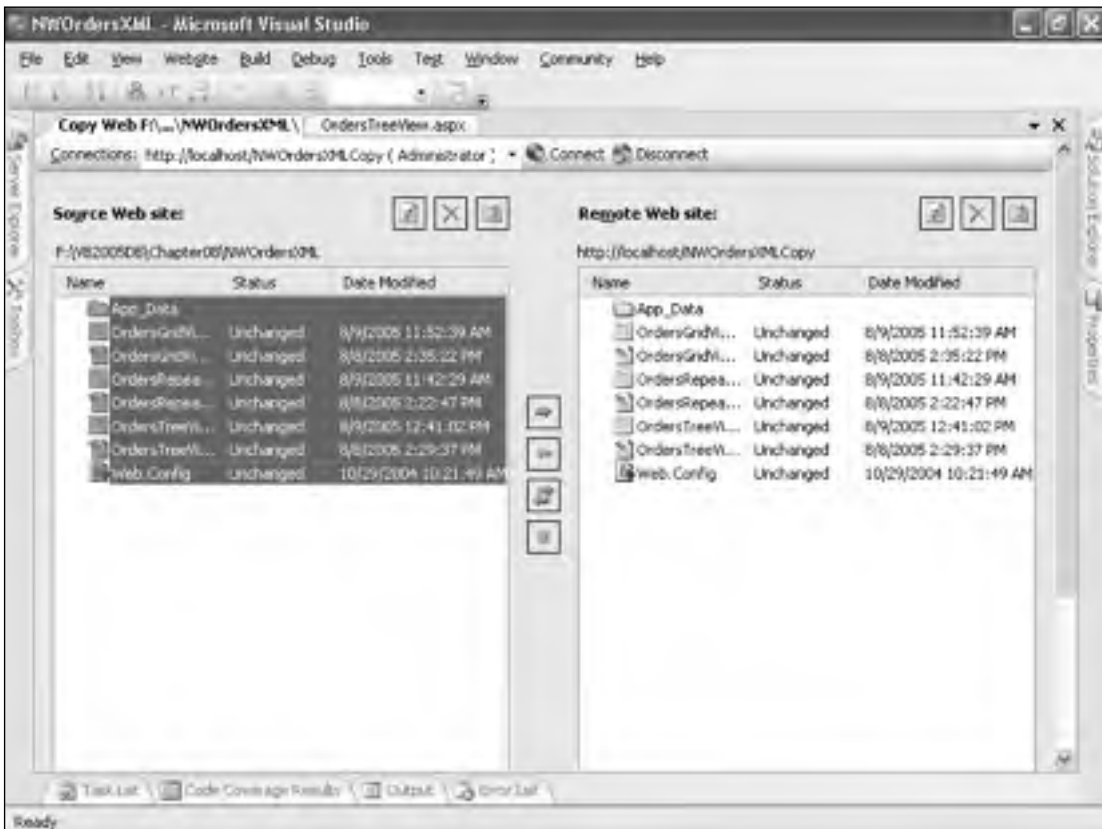 NWOrdersXML - Microsoft Visual Studio
File Edit View Website Build Debug Tools Test Window Community Help
Copy Web F:\...\NWOrdersXML\ OrdersTreeView.aspx
Connections: http://localhost/NWOrdersXMLCopy ( Administrator ) Connect Disconnect
Server Explorer
Toolbox
Solution Explorer
Properties
Source Web site:
F:\VB2005DB\Chapter08\NWOrdersXML
Name Status Date Modified
App_Data
OrdersGridVi... Unchanged 8/9/2005 11:52:39 AM
OrdersGridVi... Unchanged 8/8/2005 2:35:22 PM
OrdersRepea... Unchanged 8/9/2005 11:42:29 AM
OrdersRepea... Unchanged 8/8/2005 2:22:47 PM
OrdersTreeVi... Unchanged 8/9/2005 12:41:02 PM
OrdersTreeVi... Unchanged 8/8/2005 2:29:37 PM
Web.Config Unchanged 10/29/2004 10:21:49 AM
Remote Web site:
http://localhost/NWOrdersXMLCopy
Name Status Date Modified
App_Data
OrdersGridVi... Unchanged 8/9/2005 11:52:39 AM
OrdersGridVi... Unchanged 8/8/2005 2:35:22 PM
OrdersRepea... Unchanged 8/9/2005 11:42:29 AM
OrdersRepea... Unchanged 8/8/2005 2:22:47 PM
OrdersTreeVi... Unchanged 8/9/2005 12:41:02 PM
OrdersTreeVi... Unchanged 8/8/2005 2:29:37 PM
Web.Config Unchanged 10/29/2004 10:21:49 AM
Task List Code Coverage Results Output Error List
Ready